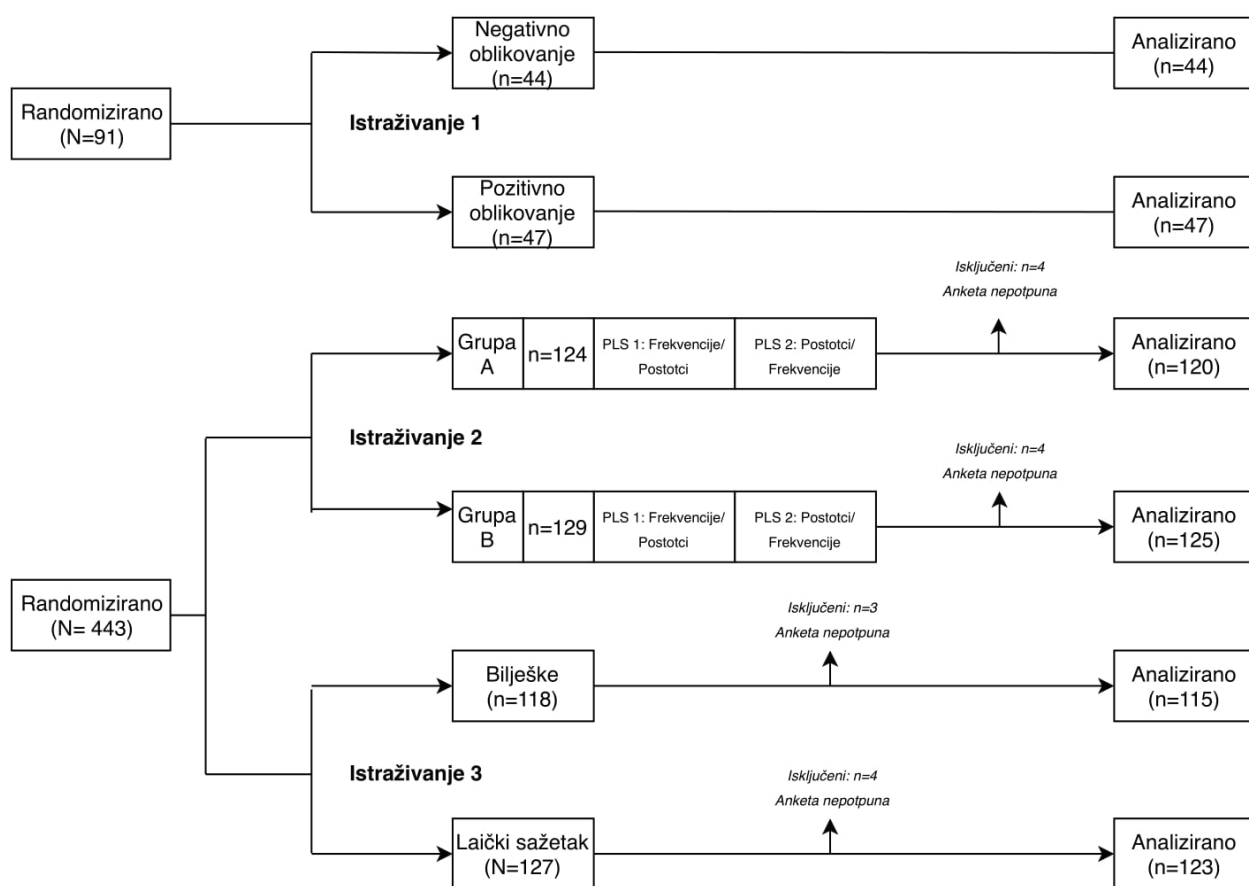 Negativno
oblikovanje
(n=44)
Analizirano
(n=44)
Randomizirano
(N=91)
Istraživanje 1
Pozitivno
oblikovanje
(n=47)
Analizirano
(n=47)
Isključeni: n=4
Anketa nepotpuna
Grupa
A
n=124
PLS 1: Frekvencije/
Postotci
PLS 2: Postotci/
Frekvencije
Analizirano
(n=120)
Istraživanje 2
Isključeni: n=4
Anketa nepotpuna
Grupa
B
n=129
PLS 1: Frekvencije/
Postotci
PLS 2: Postotci/
Frekvencije
Analizirano
(n=125)
Randomizirano
(N= 443)
Isključeni: n=3
Anketa nepotpuna
Bilješke
(n=118)
Analizirano
(n=115)
Istraživanje 3
Isključeni: n=4
Anketa nepotpuna
Laički sažetak
(N=127)
Analizirano
(n=123)